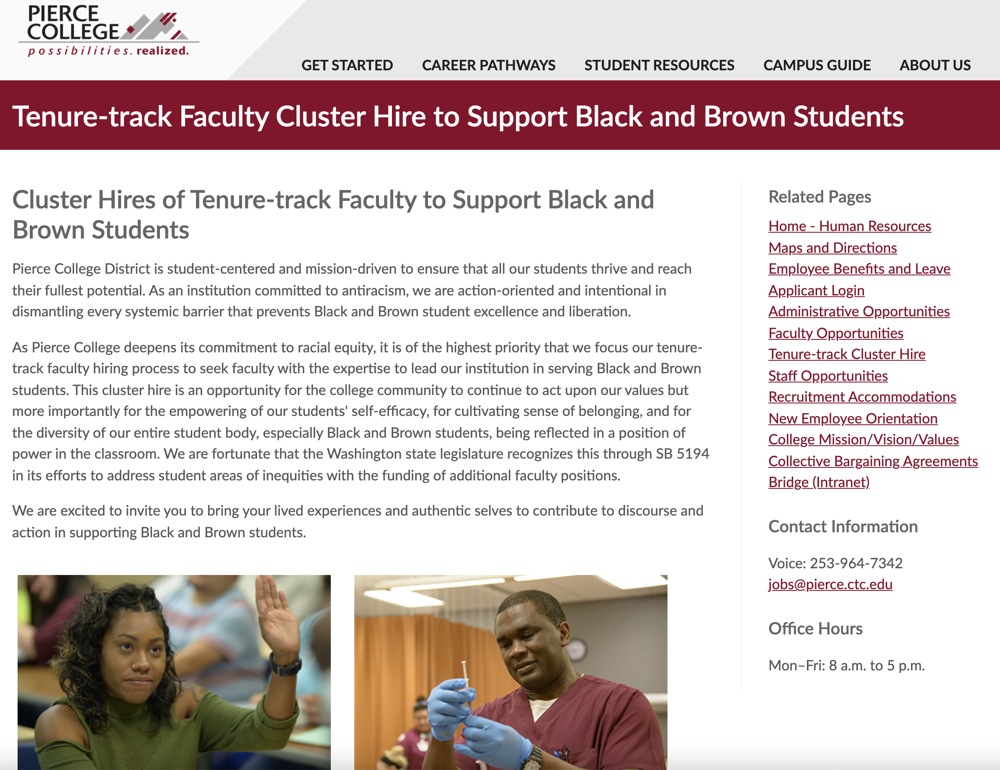 PIERCE
COLLEGE
possibilities. realized.
GET STARTED
CAREER PATHWAYS
STUDENT RESOURCES
CAMPUS GUIDE
ABOUT US
Tenure-track Faculty Cluster Hire to Support Black and Brown Students
Cluster Hires of Tenure-track Faculty to Support Black and
Brown Students
Pierce College District is student-centered and mission-driven to ensure that all our students thrive and reach
their fullest potential. As an institution committed to antiracism, we are action-oriented and intentional in
dismantling every systemic barrier that prevents Black and Brown student excellence and liberation.
As Pierce College deepens its commitment to racial equity, it is of the highest priority that we focus our tenure-
track faculty hiring process to seek faculty with the expertise to lead our institution in serving Black and Brown
students. This cluster hire is an opportunity for the college community to continue to act upon our values but
more importantly for the empowering of our students' self-efficacy, for cultivating sense of belonging, and for
the diversity of our entire student body, especially Black and Brown students, being reflected in a position of
power in the classroom. We are fortunate that the Washington state legislature recognizes this through SB 5194
in its efforts to address student areas of inequities with the funding of additional faculty positions.
We are excited to invite you to bring your lived experiences and authentic selves to contribute to discourse and
action in supporting Black and Brown students.
Related Pages
Home - Human Resources
Maps and Directions
Employee Benefits and Leave
Applicant Login
Administrative Opportunities
Faculty Opportunities
Tenure-track Cluster Hire
Staff Opportunities
Recruitment Accommodations
New Employee Orientation
College Mission/Vision/Values
Collective Bargaining Agreements
Bridge (Intranet)
Contact Information
Voice: 253-964-7342
jobs@pierce.ctc.edu
Office Hours
Mon–Fri: 8 a.m. to 5 p.m.